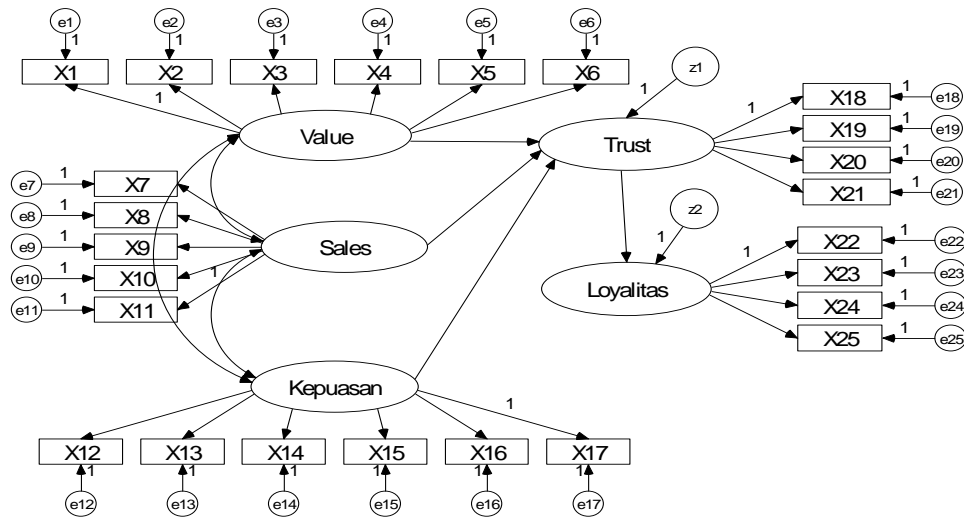 e1 e2 e3 e4 e5 e6
1 1 1 1 1 1
X1 X2 X3 X4 X5 X6
1
Value
z1
1
Trust
1
X18 1 e18
X19 1 e19
X20 1 e20
X21 1 e21
e7 1 X7
e8 1 X8
e9 1 X9
e10 1 X10
e11 1 X11
1
Sales
z2
1
Loyalitas
1
X22 1 e22
X23 1 e23
X24 1 e24
X25 1 e25
Kepuasan
1
X12 X13 X14 X15 X16 X17
1 1 1 1 1 1
e12 e13 e14 e15 e16 e17